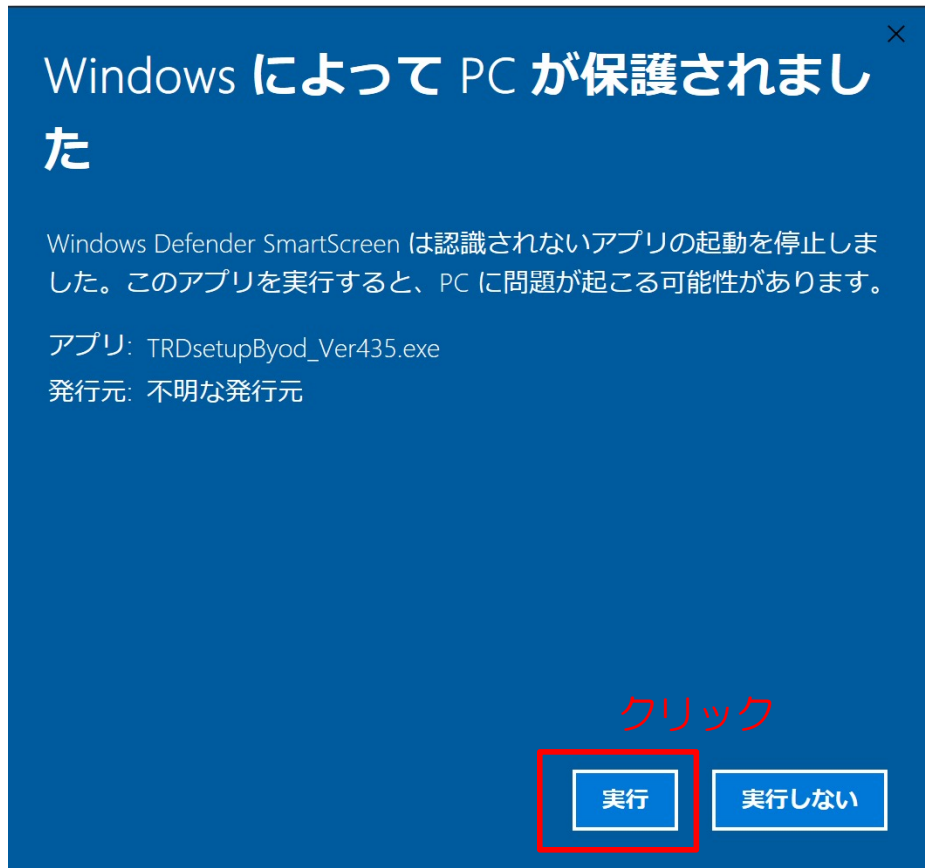 Windows によって PC が保護されまし
た
Windows Defender SmartScreen は認識されないアプリの起動を停止しま
した。このアプリを実行すると、PC に問題が起こる可能性があります。
アプリ: TRDsetupByod_Ver435.exe
発行元: 不明な発行元
クリック
実行 実行しない